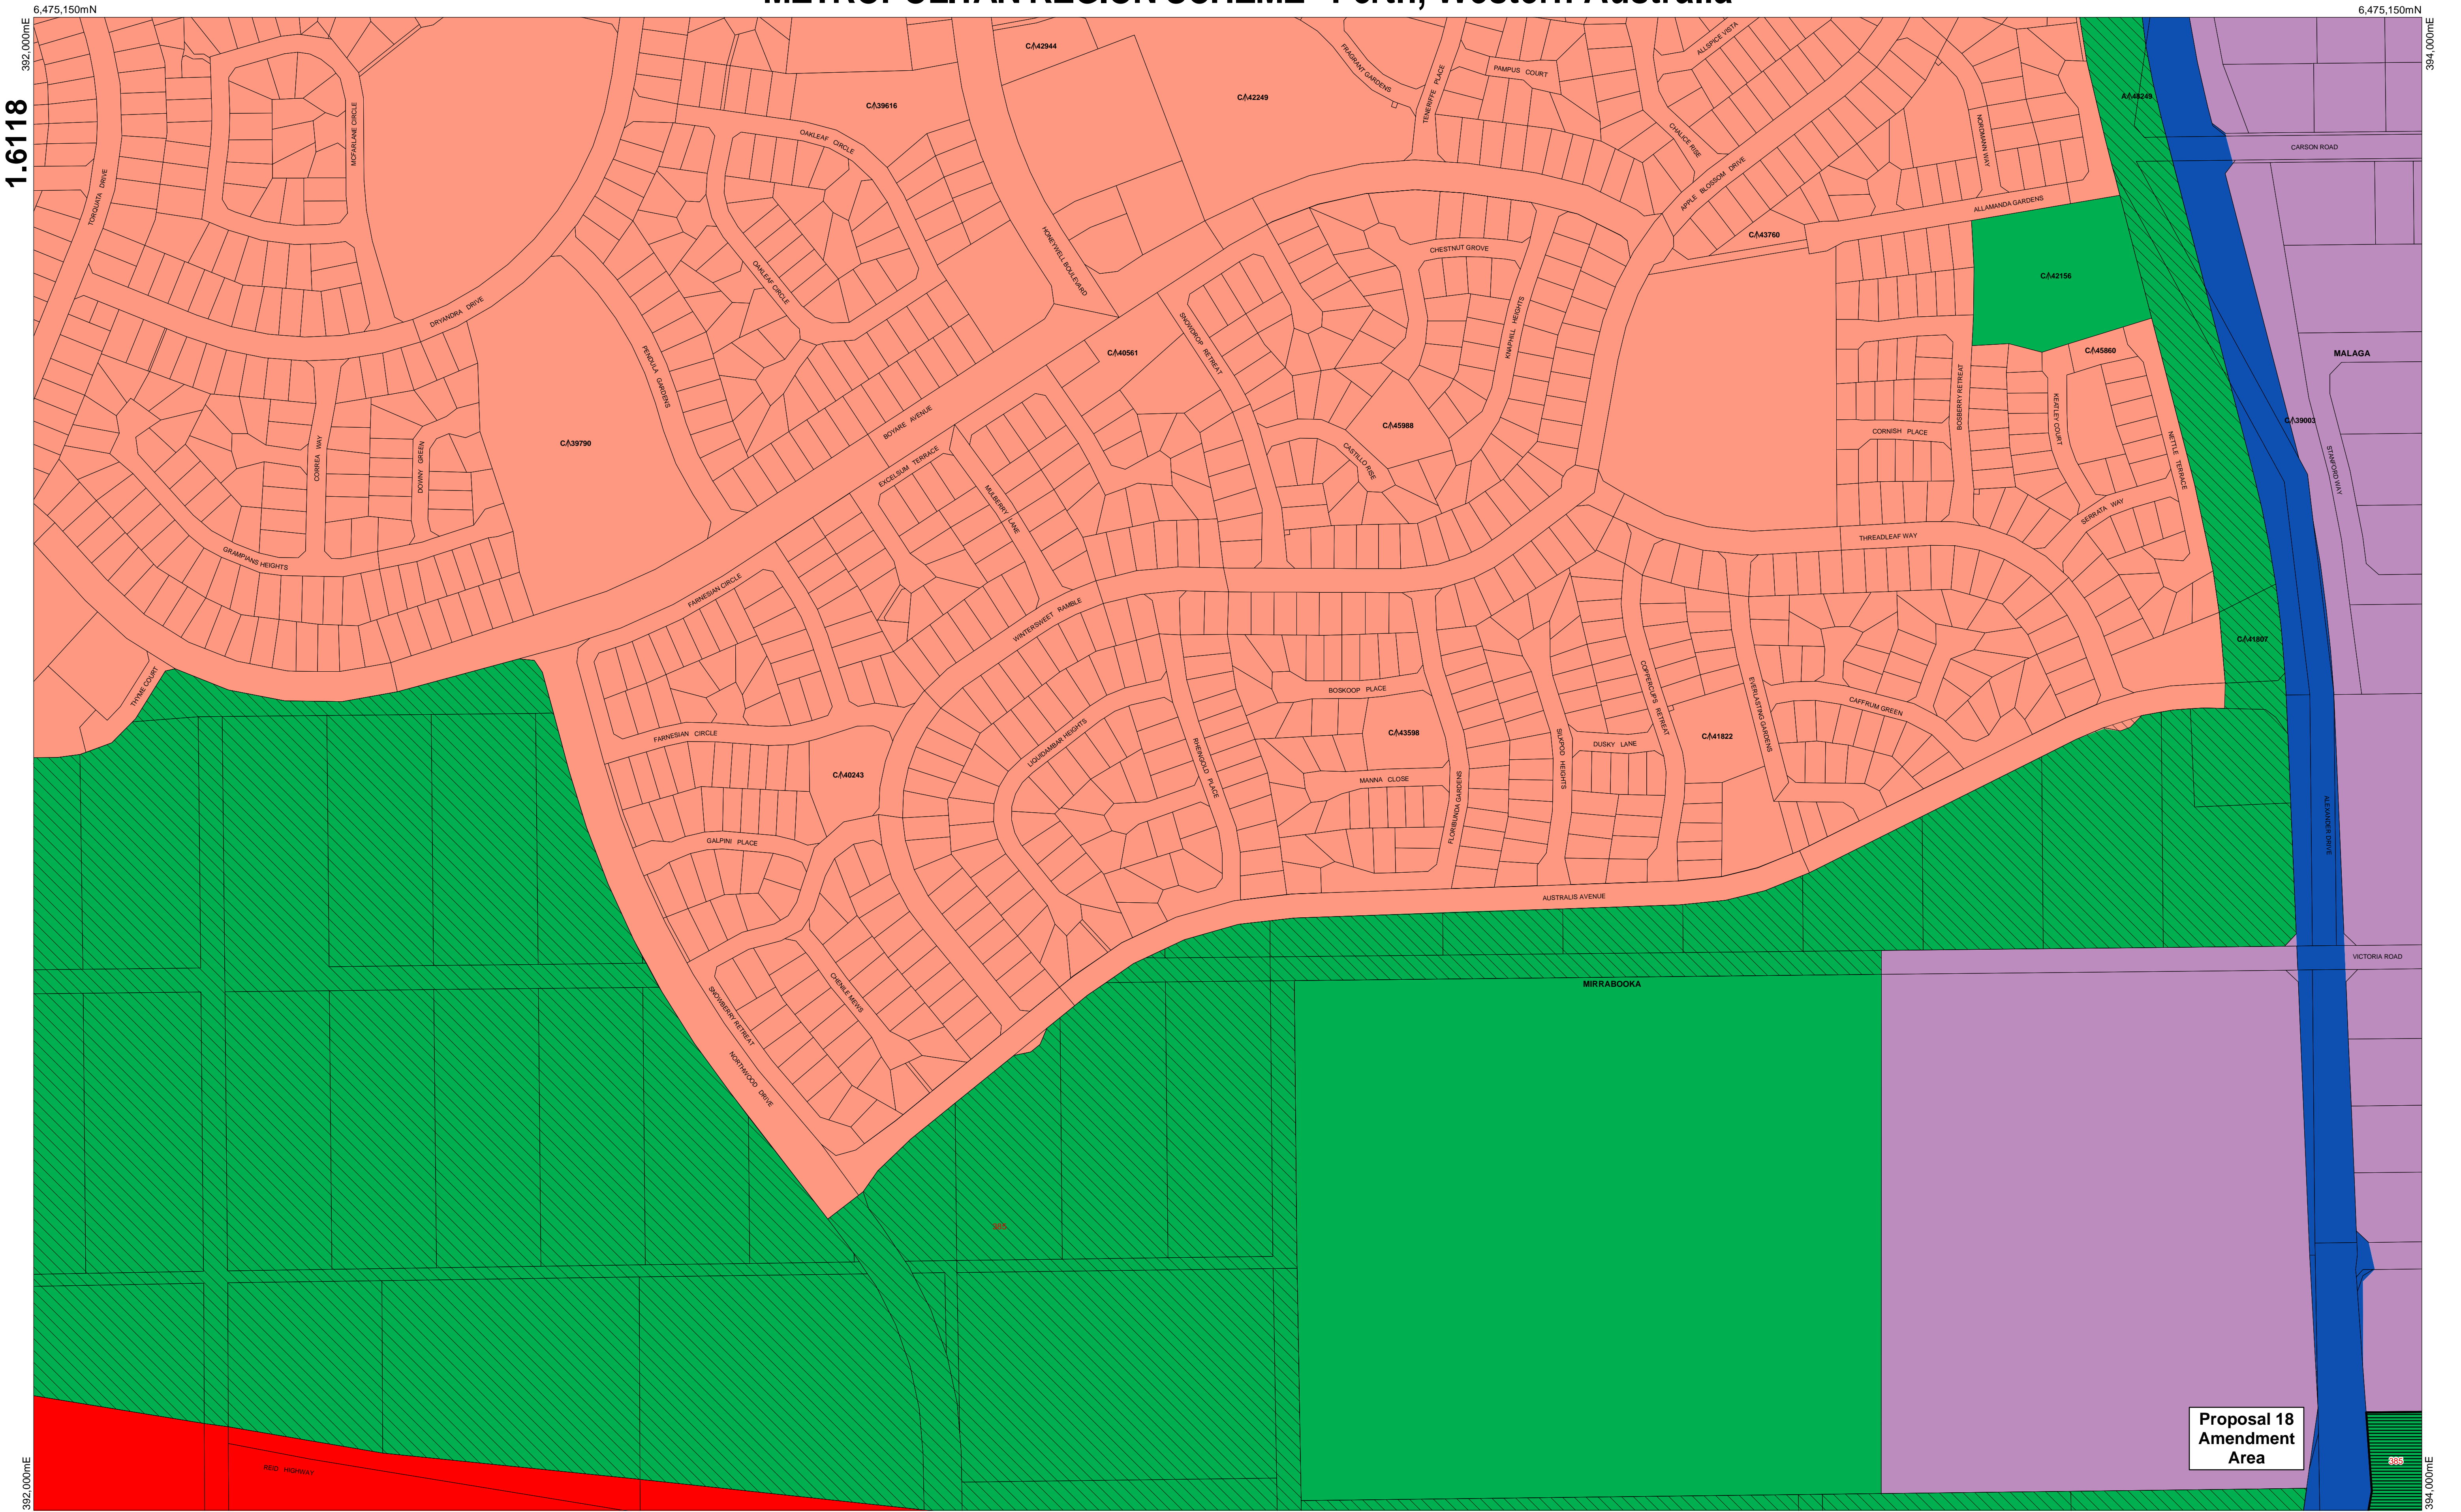 METROPOLITAN REGION SCHEME - Perth, Western Australia
6,475,150mN
6,475,150mN
392,000mE
394,000mE
1.6118
C/\42944
FRAGRANT GARDENS
TENERIFFE PLACE
PAMPUS COURT
ALLSPICE VISTA
C/\39616
C/\42249
A/\48249
MCFARLANE CIRCLE
OAKLEAF CIRCLE
CHALICE RISE
NORDMANN WAY
CARSON ROAD
TORQUATA DRIVE
APPLE BLOSSOM DRIVE
ALLAMANDA GARDENS
HONEYWELL BOULEVARD
C/\43760
CHESTNUT GROVE
OAKLEAF CIRCLE
C/\42156
DRYANDRA DRIVE
SNOWDROP RETREAT
KNAPHILL HEIGHTS
C/\40561
C/\45860
MALAGA
PENDULA GARDENS
BOSBERRY RETREAT
C/\39790
CORREA WAY
DOWNY GREEN
BOYARE AVENUE
C/\45988
CORNISH PLACE
KEATLEY COURT
C/\39003
EXCELSUM TERRACE
CASTILLO RISE
NETTLE TERRACE
STANFORD WAY
MULBERRY LANE
SERRATA WAY
GRAMPIANS HEIGHTS
THREADLEAF WAY
FARNESIAN CIRCLE
WINTERSWEET RAMBLE
C/\41807
THYME COURT
BOSKOOP PLACE
COPPERCUPS RETREAT
EVERLASTING GARDENS
CAFFRUM GREEN
FARNESIAN CIRCLE
LIQUIDAMBAR HEIGHTS
RHEINGOLD PLACE
C/\43598
SILKPOD HEIGHTS
DUSKY LANE
C/\41822
C/\40243
MANNA CLOSE
FLORIBUNDA GARDENS
ALEXANDER DRIVE
GALPINI PLACE
AUSTRALIS AVENUE
VICTORIA ROAD
CHENILE MEWS
MIRRABOOKA
SNOWBERRY RETREAT
NORTHWOOD DRIVE
385
Proposal 18
Amendment
Area
REID HIGHWAY
385
392,000mE
394,000mE